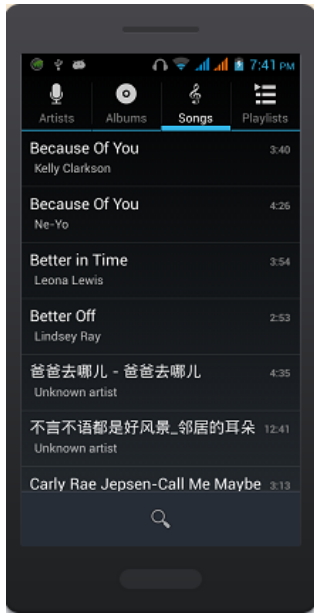 7:41 PM
Artists Albums Songs Playlists
Because Of You 3:40
Kelly Clarkson
Because Of You 4:26
Ne-Yo
Better in Time 3:54
Leona Lewis
Better Off 2:53
Lindsey Ray
爸爸去哪儿 - 爸爸去哪儿 4:35
Unknown artist
不言不语都是好风景_邻居的耳朵 12:41
Unknown artist
Carly Rae Jepsen-Call Me Maybe 3:13